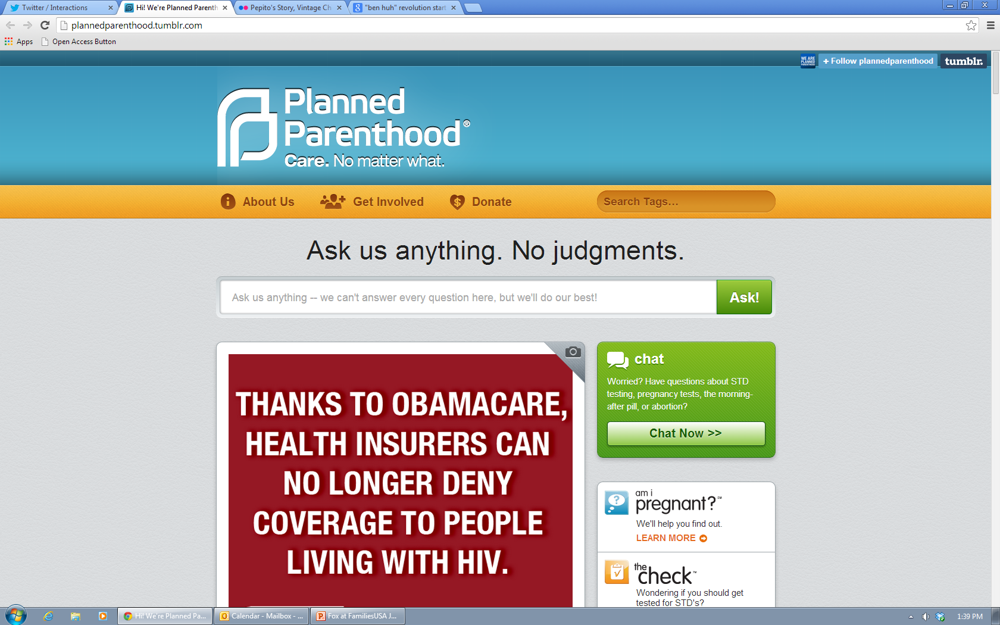 Twitter / Interactions
Hi! We're Planned Parenth
Pepito's Story, Vintage Ch
"ben huh" revolution start
plannedparenthood.tumblr.com
Apps
Open Access Button
WE ARE
PLANNED
PARENTHOOD
+ Follow plannedparenthood
tumblr.
Planned
Parenthood®
Care. No matter what.
About Us
Get Involved
Donate
Search Tags...
Ask us anything. No judgments.
Ask us anything -- we can't answer every question here, but we'll do our best!
Ask!
THANKS TO OBAMACARE,
HEALTH INSURERS CAN
NO LONGER DENY
COVERAGE TO PEOPLE
LIVING WITH HIV.
chat
Worried? Have questions about STD
testing, pregnancy tests, the morning-
after pill, or abortion?
Chat Now >>
am i
pregnant?℠
We'll help you find out.
LEARN MORE
the
check™
Wondering if you should get
tested for STD's?
Hi! We're Planned Pa...
Calendar - Mailbox - ...
Fox at FamiliesUSA J...
1:39 PM